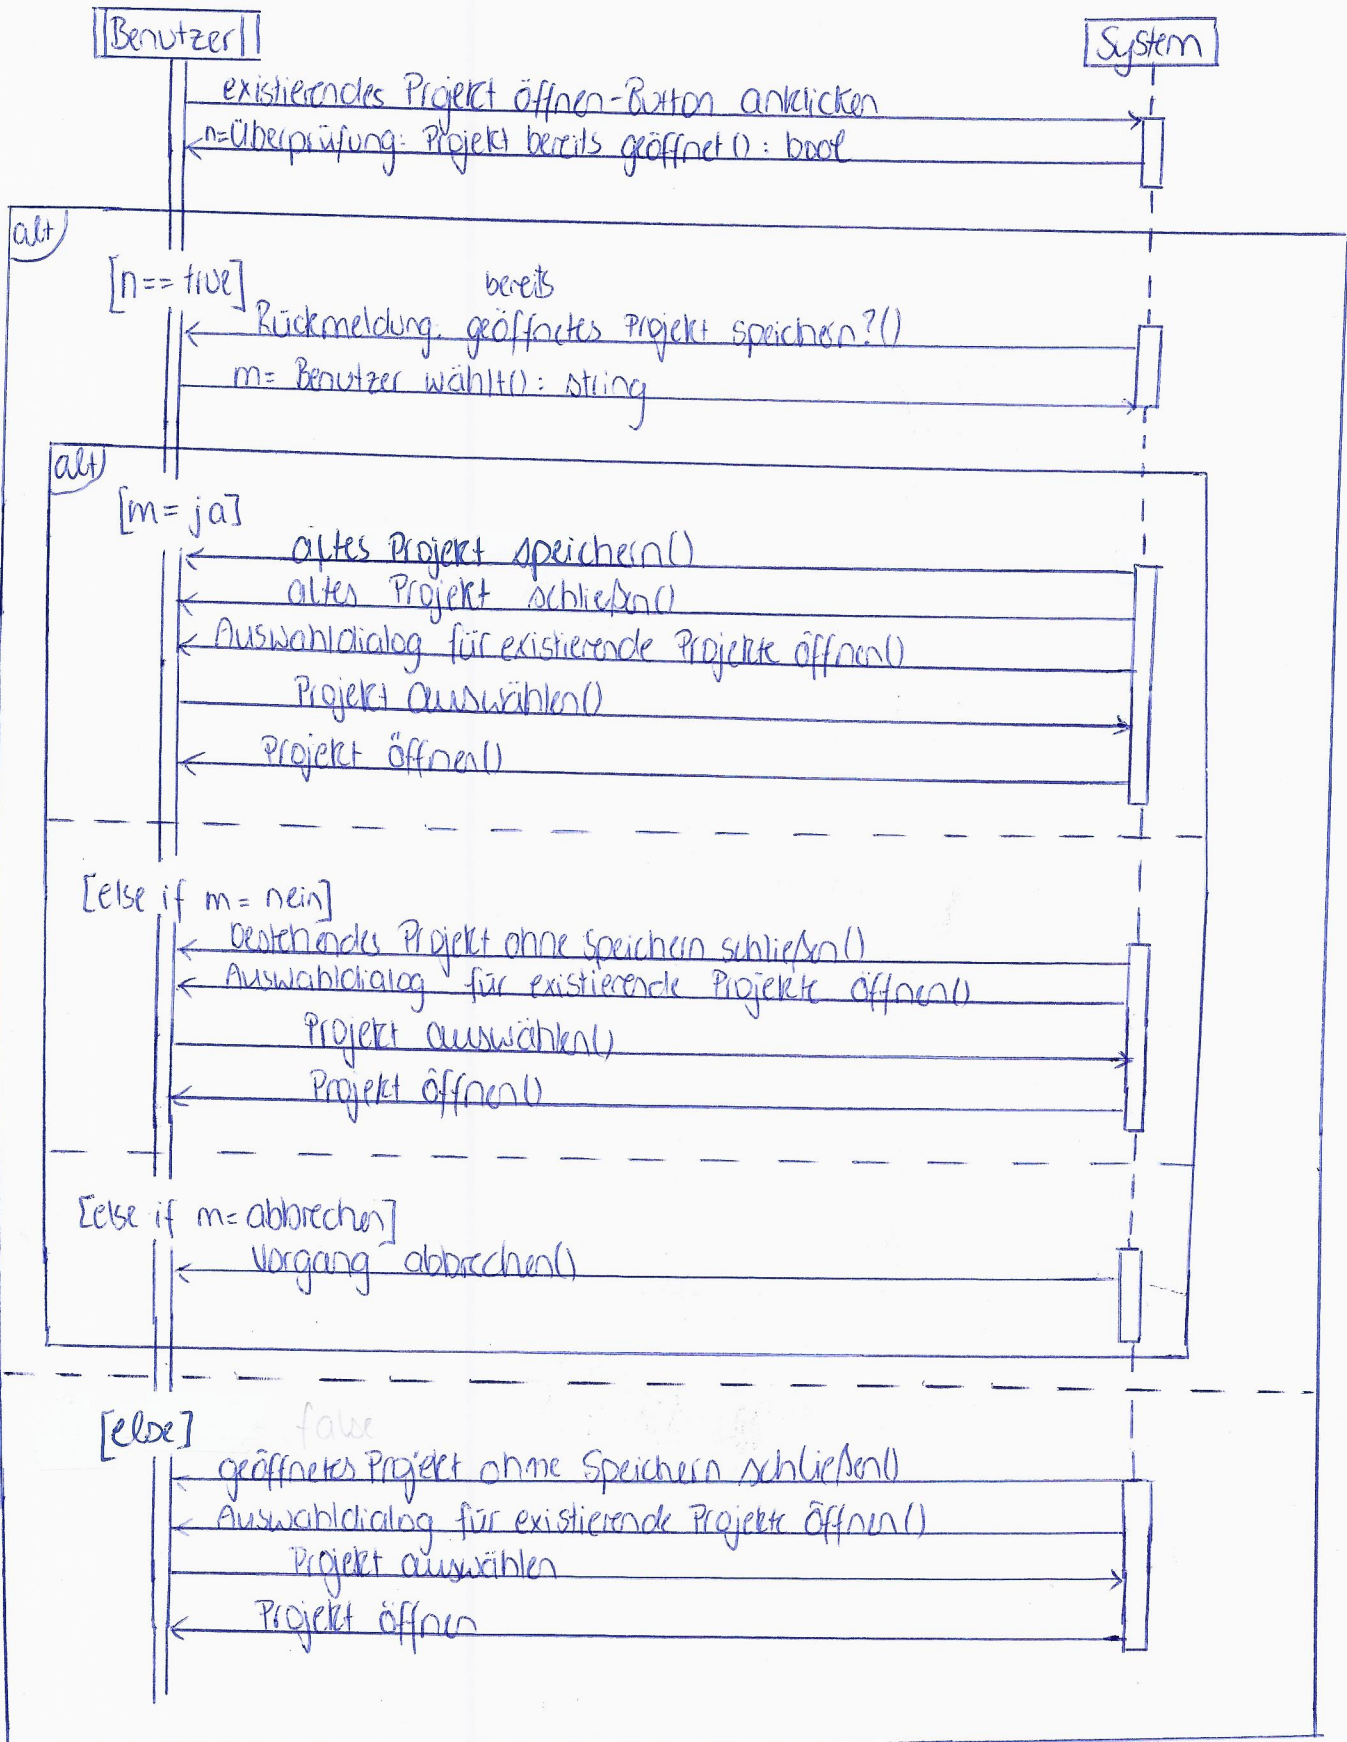 Benutzer
System
existierendes Projekt öffnen-Button anklicken
n=Überprüfung: Projekt bereits geöffnet() : bool
alt
[n== true]
bereits
Rückmeldung: geöffnetes Projekt speichern?()
m= Benutzer wählt(): string
alt
[m= ja]
altes Projekt speichern()
altes Projekt schließen()
Auswahldialog für existierende Projekte öffnen()
Projekt auswählen()
Projekt öffnen()
[else if m= nein]
bestehendes Projekt ohne Speichern schließen()
Auswahldialog für existierende Projekte öffnen()
Projekt auswählen()
Projekt öffnen()
[else if m= abbrechen]
Vorgang abbrechen()
[else]
false
geöffnetes Projekt ohne Speichern schließen()
Auswahldialog für existierende Projekte öffnen()
Projekt auswählen
Projekt öffnen